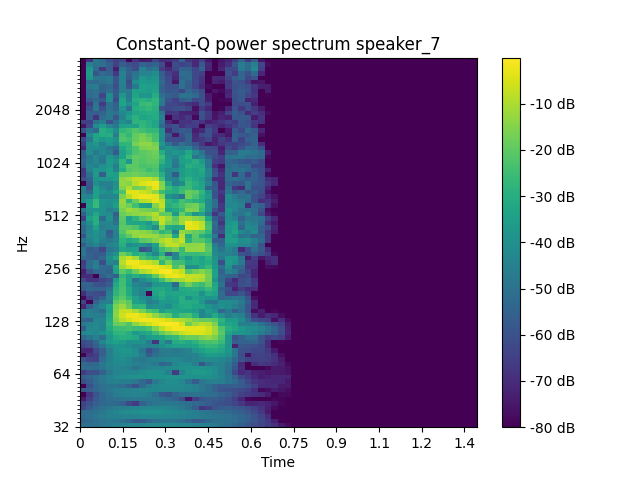 Constant-Q power spectrum speaker_7
Hz
2048
1024
512
256
128
64
32
0 0.15 0.3 0.45 0.6 0.75 0.9 1.1 1.2 1.4
Time
-10 dB
-20 dB
-30 dB
-40 dB
-50 dB
-60 dB
-70 dB
-80 dB